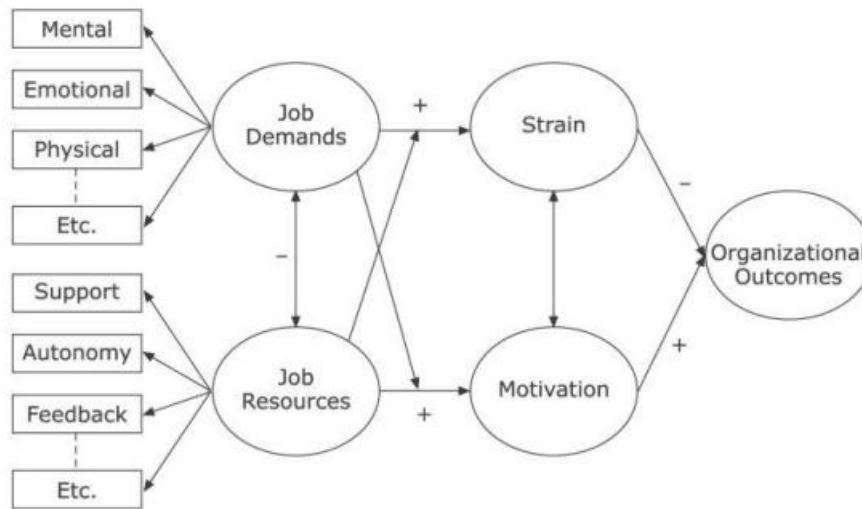 Mental
Emotional
Physical
Etc.
Support
Autonomy
Feedback
Etc.
Job
Demands
Job
Resources
+
−
+
Strain
Motivation
−
+
Organizational
Outcomes